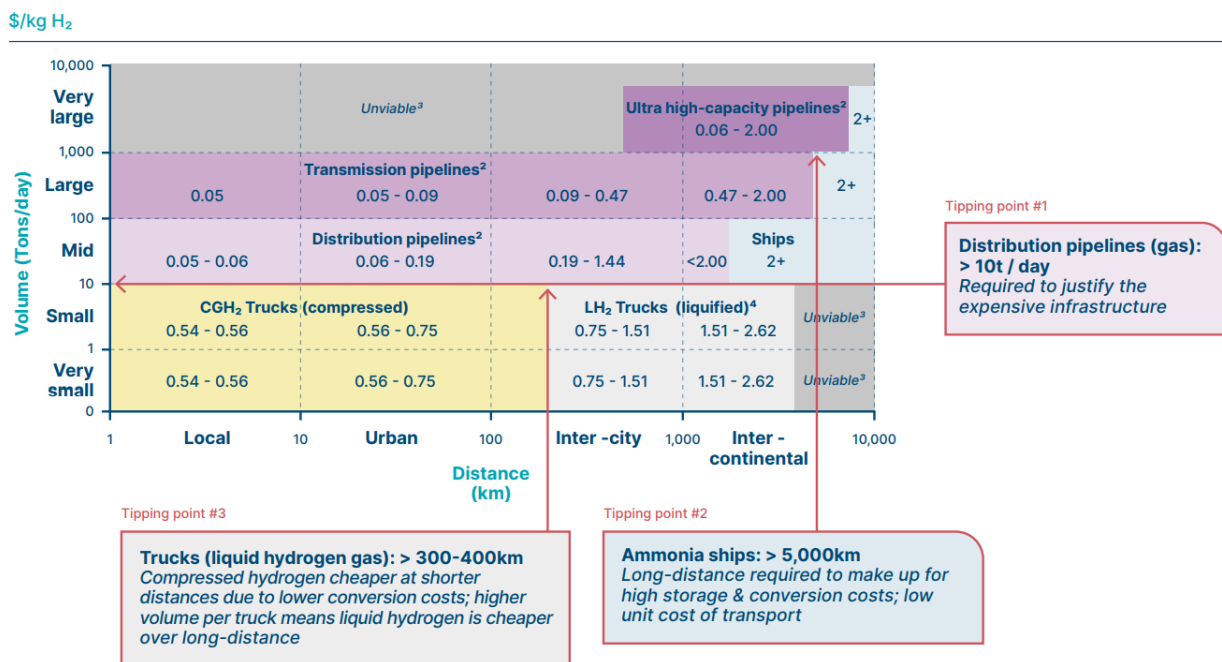 $/kg H₂
10,000
Very
large
Unviable³
Ultra high-capacity pipelines²
0.06 - 2.00
2+
1,000
Large
Transmission pipelines²
0.05
0.05 - 0.09
0.09 - 0.47
0.47 - 2.00
2+
100
Mid
Distribution pipelines²
0.05 - 0.06
0.06 - 0.19
0.19 - 1.44
<2.00
Ships
2+
10
Small
CGH₂ Trucks (compressed)
0.54 - 0.56
0.56 - 0.75
LH₂ Trucks (liquified)⁴
0.75 - 1.51
1.51 - 2.62
Unviable³
1
Very
small
0.54 - 0.56
0.56 - 0.75
0.75 - 1.51
1.51 - 2.62
Unviable³
0
Volume (Tons/day)
1
Local
10
Urban
100
Inter -city
1,000
Inter -
continental
10,000
Distance
(km)
Tipping point #1
Distribution pipelines (gas):
> 10t / day
Required to justify the
expensive infrastructure
Tipping point #3
Trucks (liquid hydrogen gas): > 300-400km
Compressed hydrogen cheaper at shorter
distances due to lower conversion costs; higher
volume per truck means liquid hydrogen is cheaper
over long-distance
Tipping point #2
Ammonia ships: > 5,000km
Long-distance required to make up for
high storage & conversion costs; low
unit cost of transport